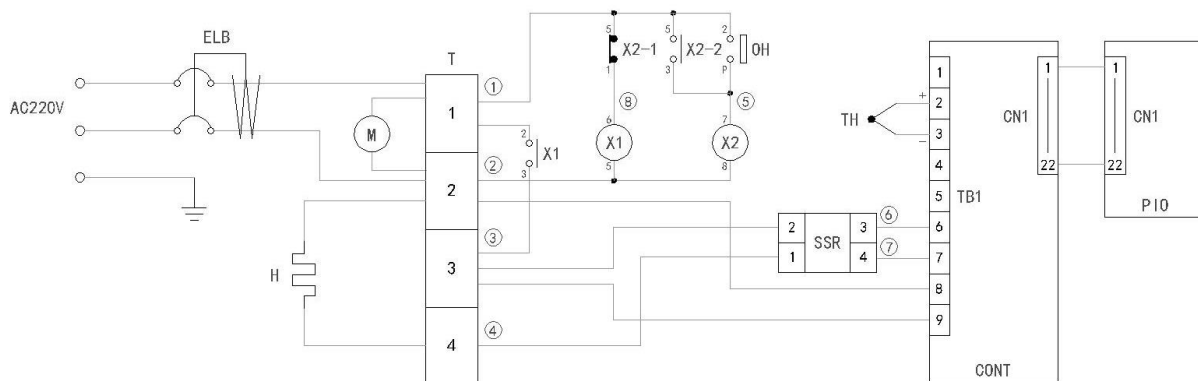 ELB
AC220V
T
M
H
1
2
3
4
①
②
③
④
2
X1
3
5
X2-1
1
⑧
6
X1
5
5
X2-2
3
2
OH
P
⑤
7
X2
8
2
1
SSR
3
4
⑥
⑦
TH
+
−
1
2
3
4
5
6
7
8
9
TB1
CONT
1
CN1
22
1
CN1
22
PIO